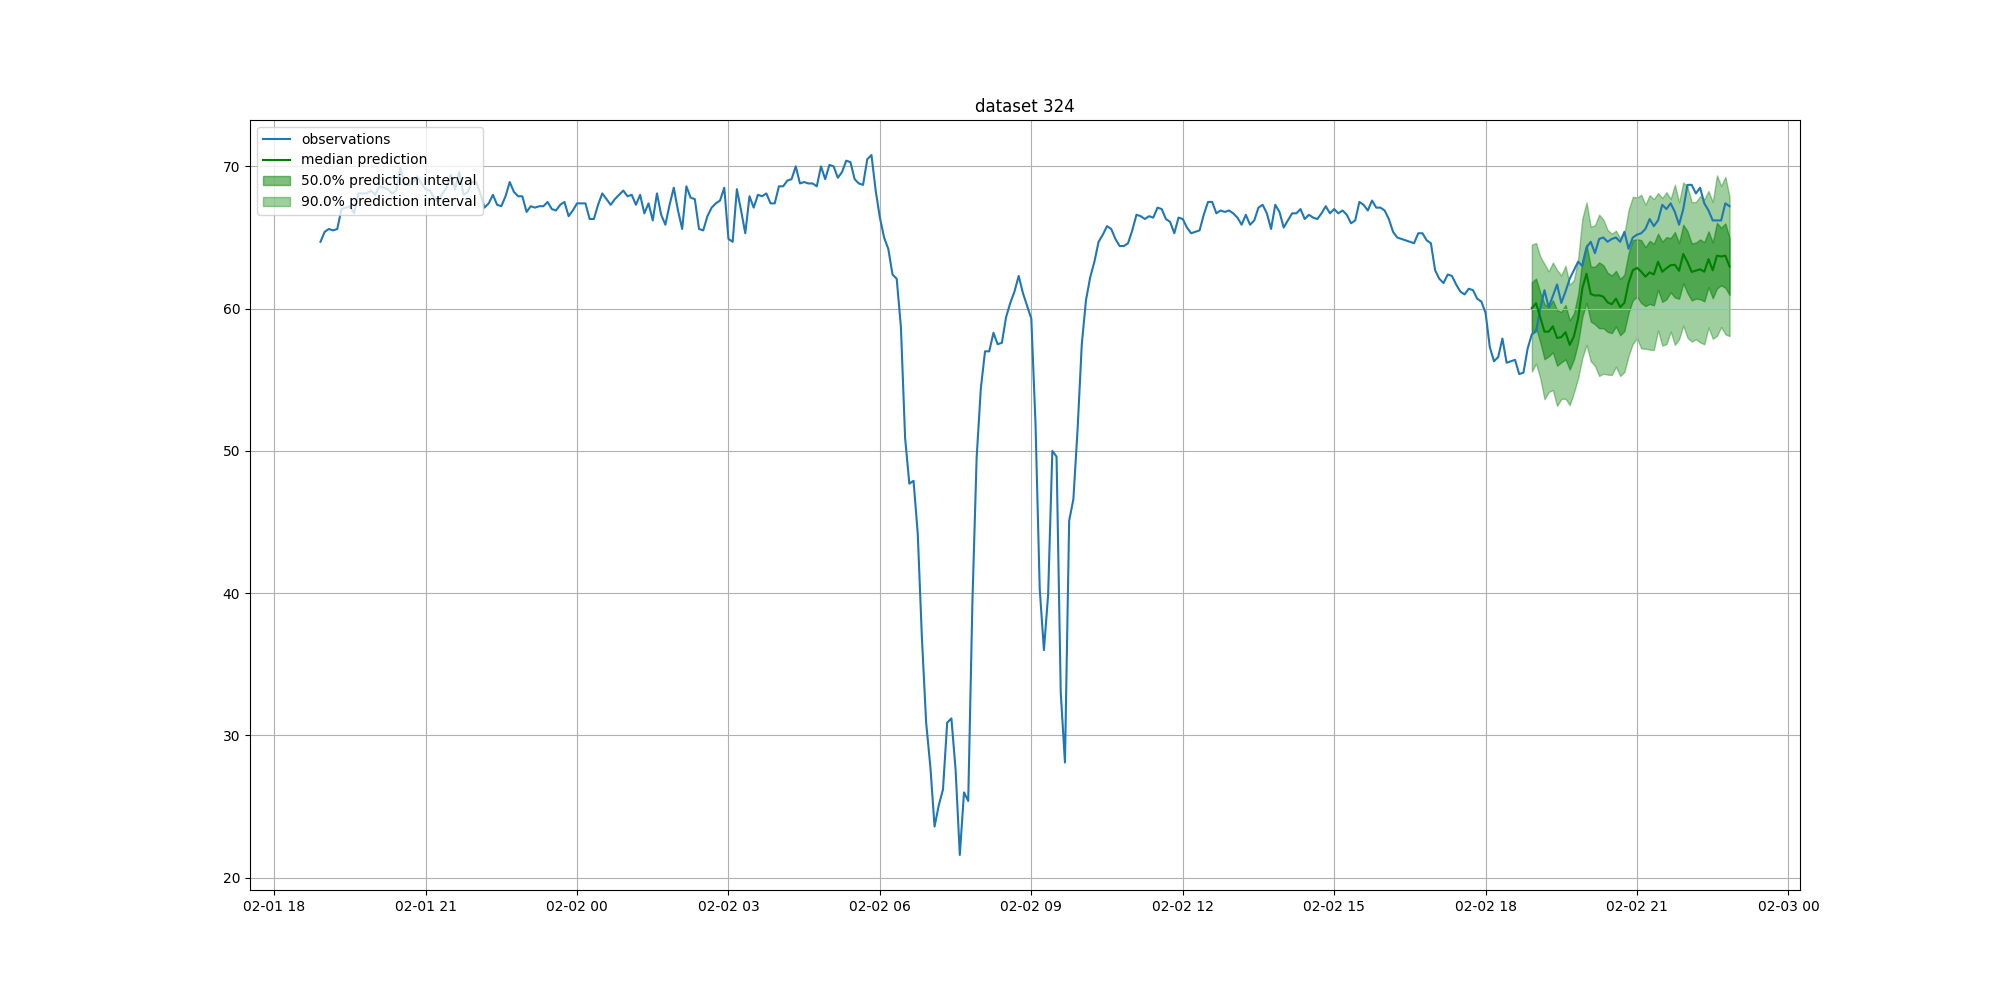 dataset 324
observations
median prediction
50.0% prediction interval
90.0% prediction interval
70
60
50
40
30
20
02-01 18 02-01 21 02-02 00 02-02 03 02-02 06 02-02 09 02-02 12 02-02 15 02-02 18 02-02 21 02-03 00